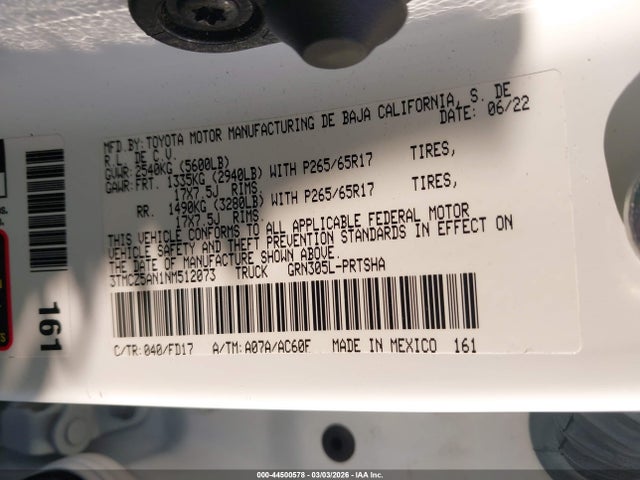 MFD.BY:TOYOTA MOTOR MANUFACTURING DE BAJA CALIFORNIA, S. DE
R.L. DE C.V. DATE: 06/22
GVWR:2540KG (5600LB)
GAWR:FRT. 1335KG (2940LB) WITH P265/65R17 TIRES,
17X7.5J RIMS.
RR. 1490KG (3280LB) WITH P265/65R17 TIRES,
17X7.5J RIMS.
THIS VEHICLE CONFORMS TO ALL APPLICABLE FEDERAL MOTOR
VEHICLE SAFETY AND THEFT PREVENTION STANDARDS IN EFFECT ON
THE DATE OF MANUFACTURE SHOWN ABOVE.
3TMCZ5AN1NM512073 TRUCK GRN305L-PRTSHA
C/TR:040/FD17 A/TM:A07A/AC60F MADE IN MEXICO 161
161
000-44500578 - 03/03/2026 - IAAI - Copyright IAA, Inc.